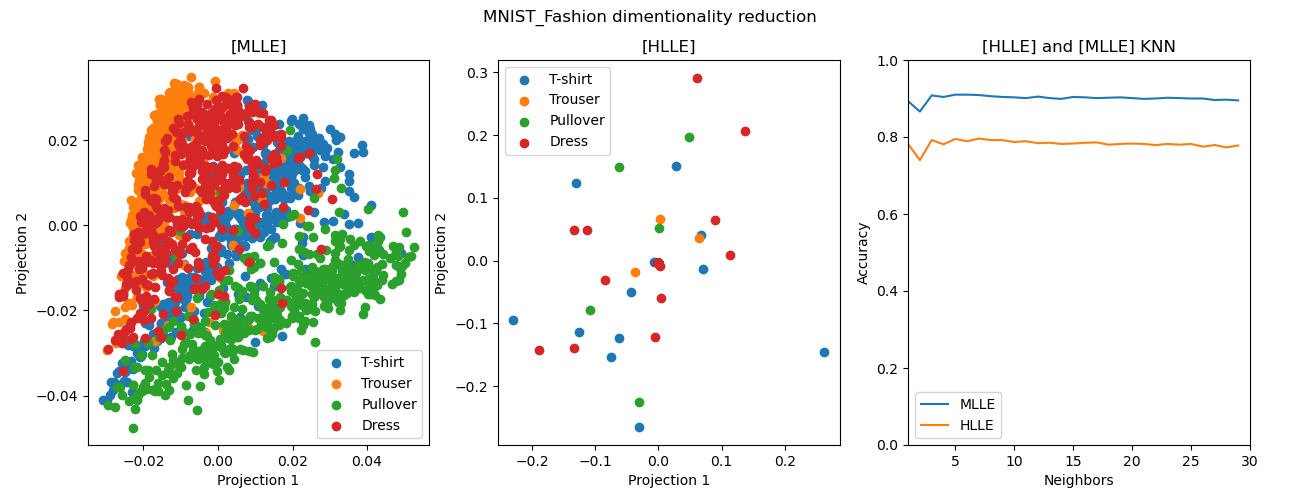 MNIST_Fashion dimentionality reduction
[MLLE]
Projection 2
0.02
0.00
−0.02
−0.04
−0.02
0.00
0.02
0.04
Projection 1
T-shirt
Trouser
Pullover
Dress
[HLLE]
Projection 2
0.3
0.2
0.1
0.0
−0.1
−0.2
−0.2
−0.1
0.0
0.1
0.2
Projection 1
T-shirt
Trouser
Pullover
Dress
[HLLE] and [MLLE] KNN
Accuracy
1.0
0.8
0.6
0.4
0.2
0.0
5
10
15
20
25
30
Neighbors
MLLE
HLLE